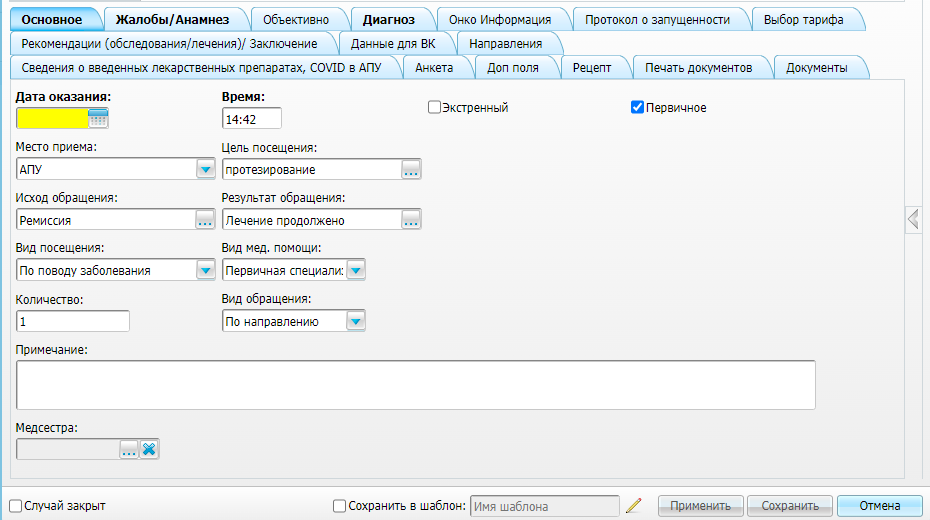 Основное Жалобы/Анамнез Объективно Диагноз Онко Информация Протокол о запущенности Выбор тарифа
Рекомендации (обследования/лечения)/ Заключение Данные для ВК Направления
Сведения о введенных лекарственных препаратах, COVID в АПУ Анкета Доп поля Рецепт Печать документов Документы
Дата оказания: Время:
14:42 Экстренный Первичное
Место приема: Цель посещения:
АПУ протезирование ...
Исход обращения: Результат обращения:
Ремиссия ... Лечение продолжено ...
Вид посещения: Вид мед. помощи:
По поводу заболевания Первичная специализ
Количество: Вид обращения:
1 По направлению
Примечание:
Медсестра:
...
Случай закрыт Сохранить в шаблон: Имя шаблона Применить Сохранить Отмена